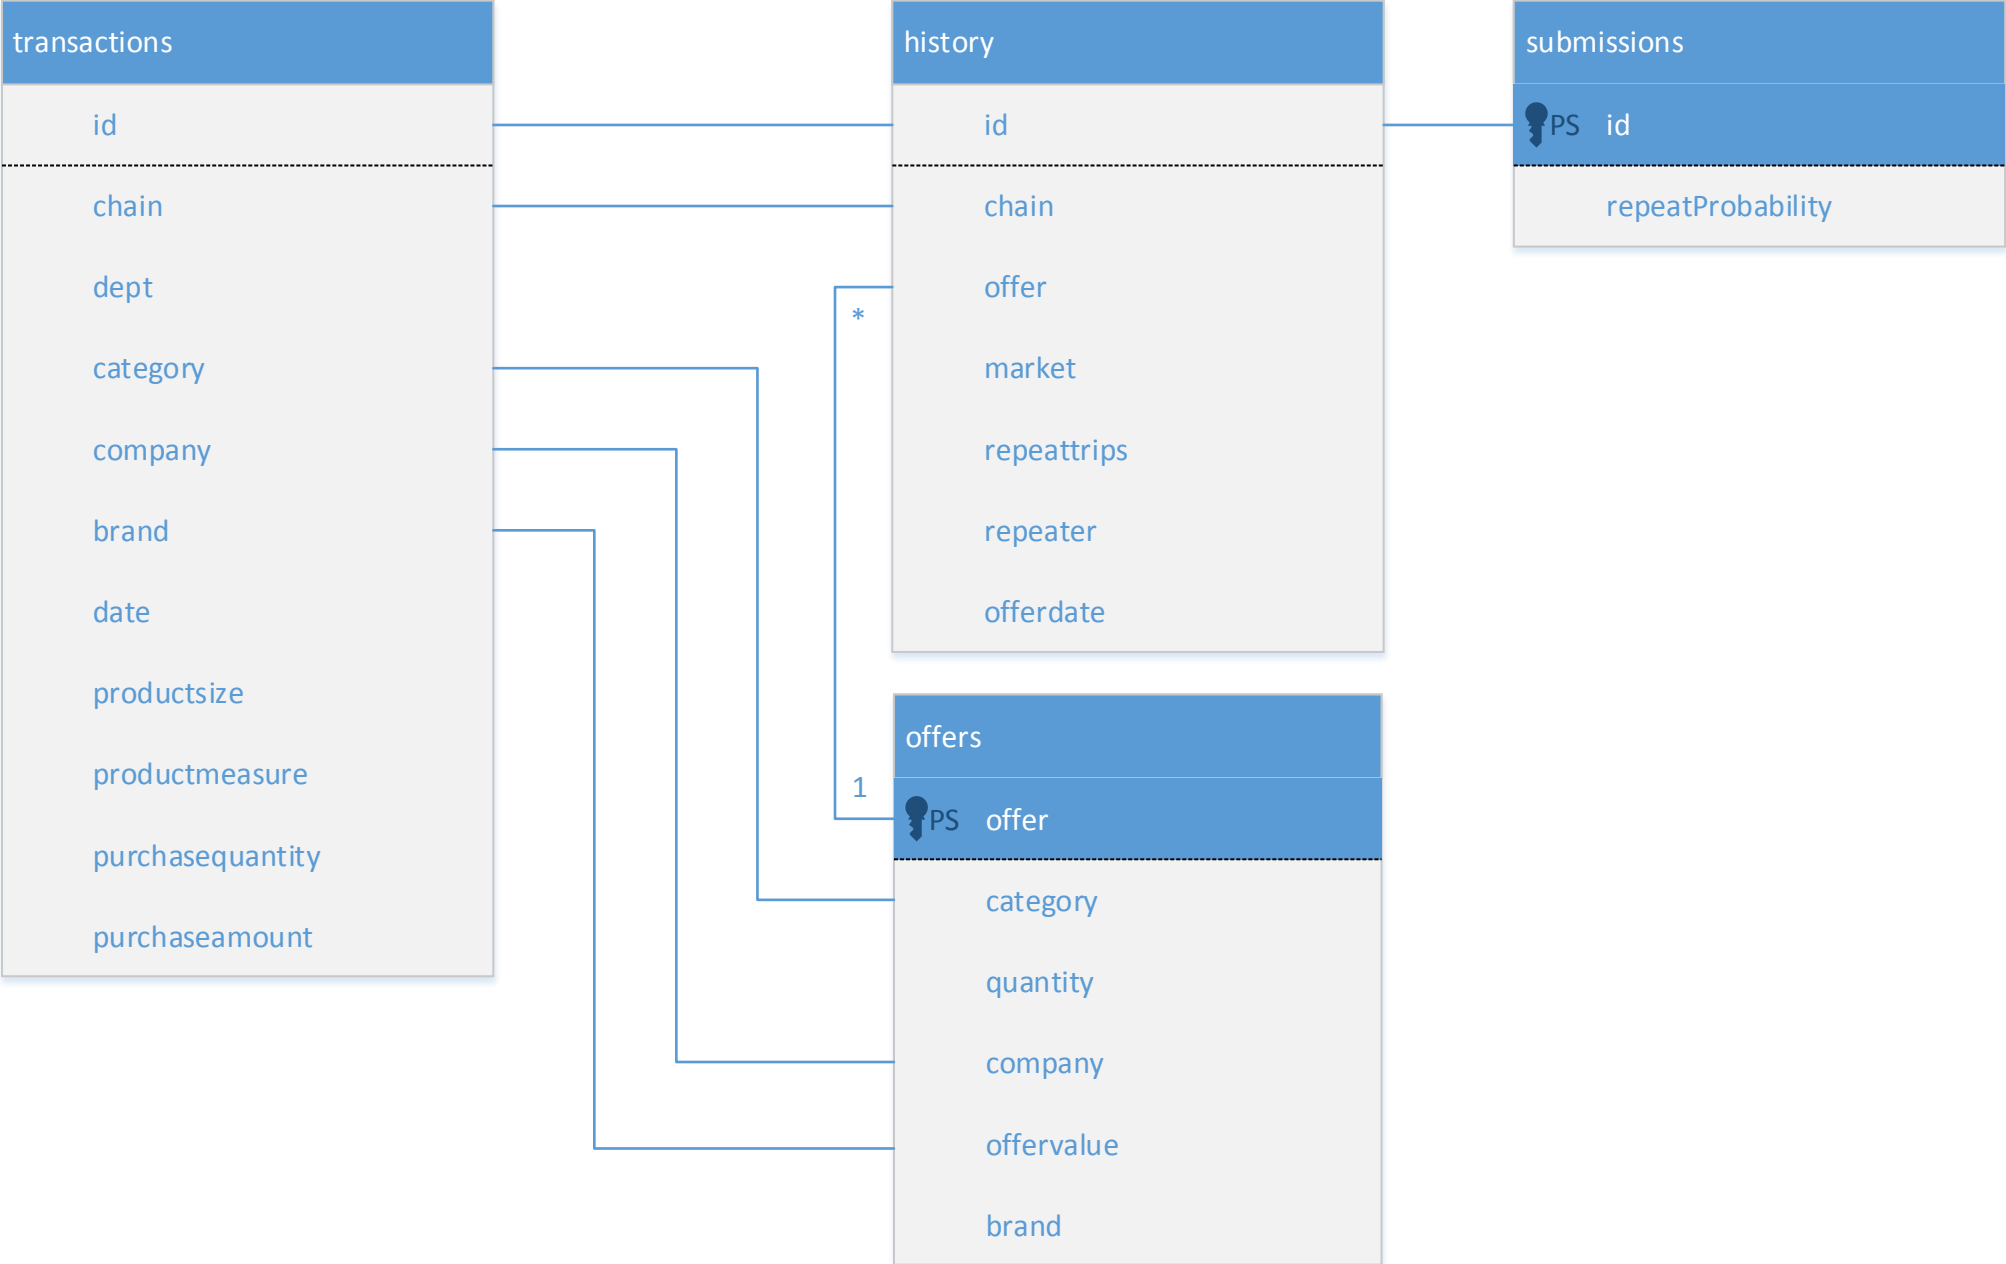 transactions
id
chain
dept
category
company
brand
date
productsize
productmeasure
purchasequantity
purchaseamount
history
id
chain
offer
market
repeattrips
repeater
offerdate
*
1
offers
PS offer
category
quantity
company
offervalue
brand
submissions
PS id
repeatProbability